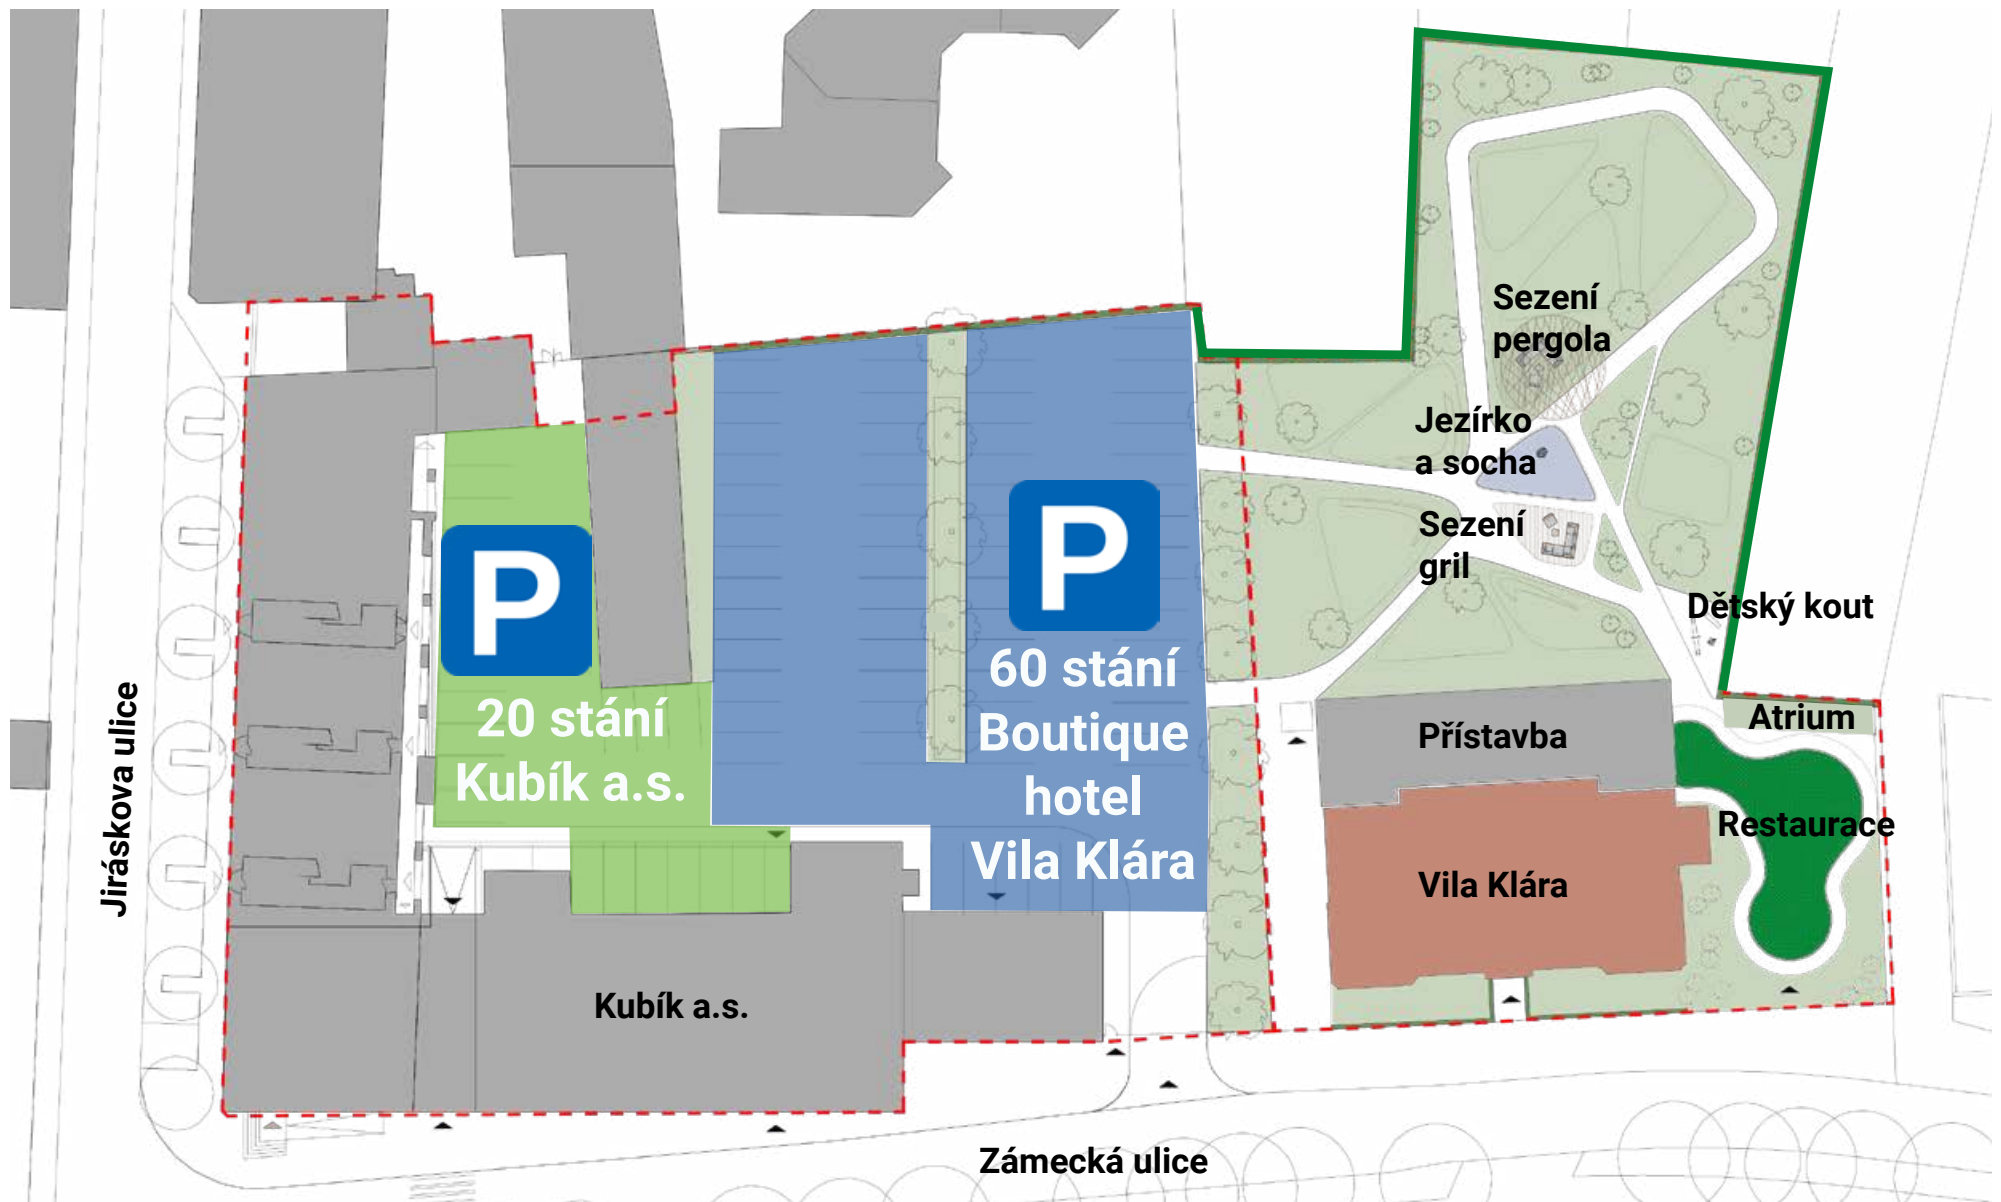 Sezení
pergola
Jezírko
a socha
Sezení
gril
Dětský kout
P
20 stání
Kubík a.s.
P
60 stání
Boutique
hotel
Vila Klára
Přístavba
Atrium
Restaurace
Vila Klára
Kubík a.s.
Jiráskova ulice
Zámecká ulice